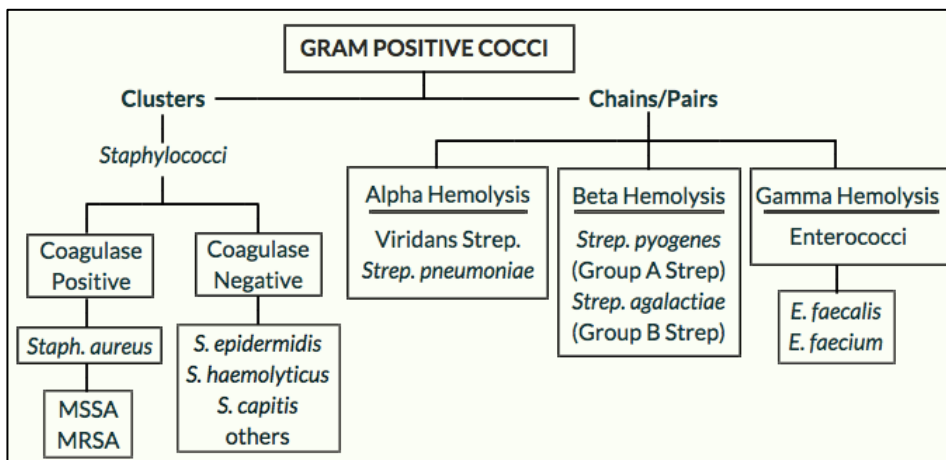 GRAM POSITIVE COCCI
Clusters
Chains/Pairs
Staphylococci
Coagulase
Positive
Coagulase
Negative
Staph. aureus
MSSA
MRSA
S. epidermidis
S. haemolyticus
S. capitis
others
Alpha Hemolysis
Viridans Strep.
Strep. pneumoniae
Beta Hemolysis
Strep. pyogenes
(Group A Strep)
Strep. agalactiae
(Group B Strep)
Gamma Hemolysis
Enterococci
E. faecalis
E. faecium